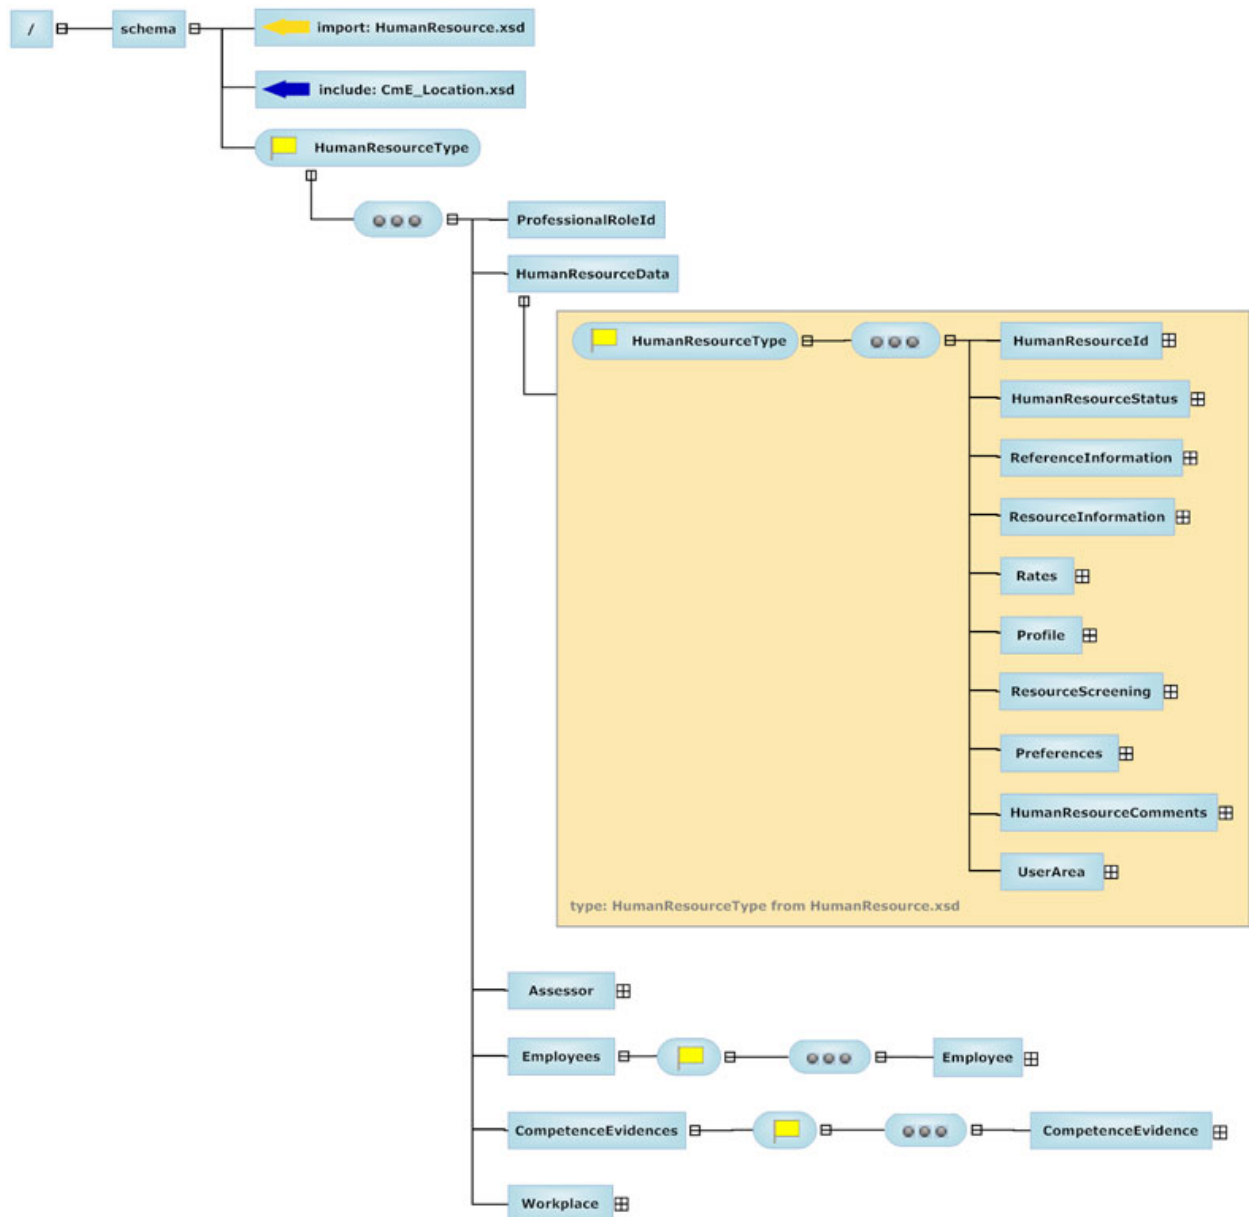 /
schema
import: HumanResource.xsd
include: CmE_Location.xsd
HumanResourceType
ProfessionalRoleId
HumanResourceData
HumanResourceType
HumanResourceId
HumanResourceStatus
ReferenceInformation
ResourceInformation
Rates
Profile
ResourceScreening
Preferences
HumanResourceComments
UserArea
type: HumanResourceType from HumanResource.xsd
Assessor
Employees
Employee
CompetenceEvidences
CompetenceEvidence
Workplace